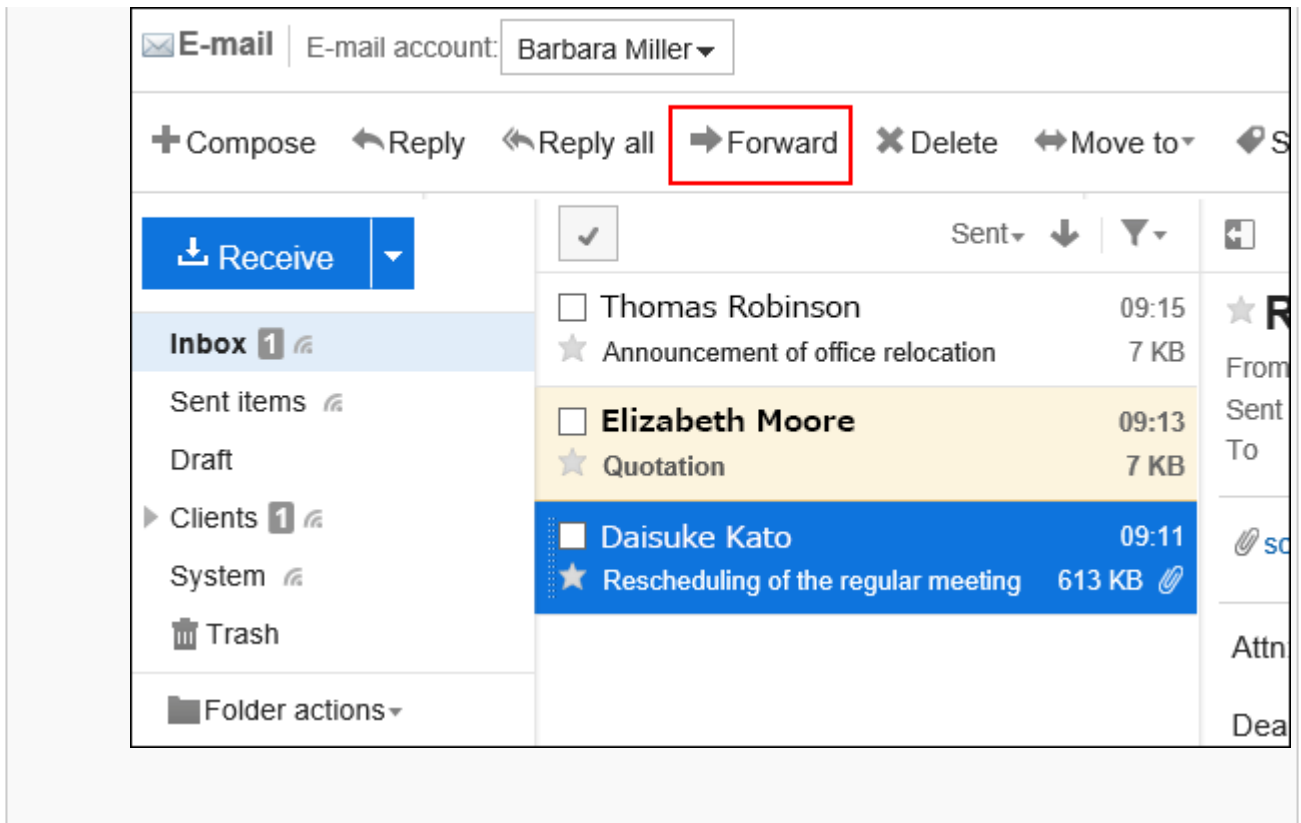 E-mail E-mail account: Barbara Miller
Compose Reply Reply all Forward Delete Move to S
Receive
Sent
Inbox 1
Sent items
Draft
Clients 1
System
Trash
Folder actions
Thomas Robinson 09:15
Announcement of office relocation 7 KB
Elizabeth Moore 09:13
Quotation 7 KB
Daisuke Kato 09:11
Rescheduling of the regular meeting 613 KB
R
From
Sent
To
sc
Attn:
Dea